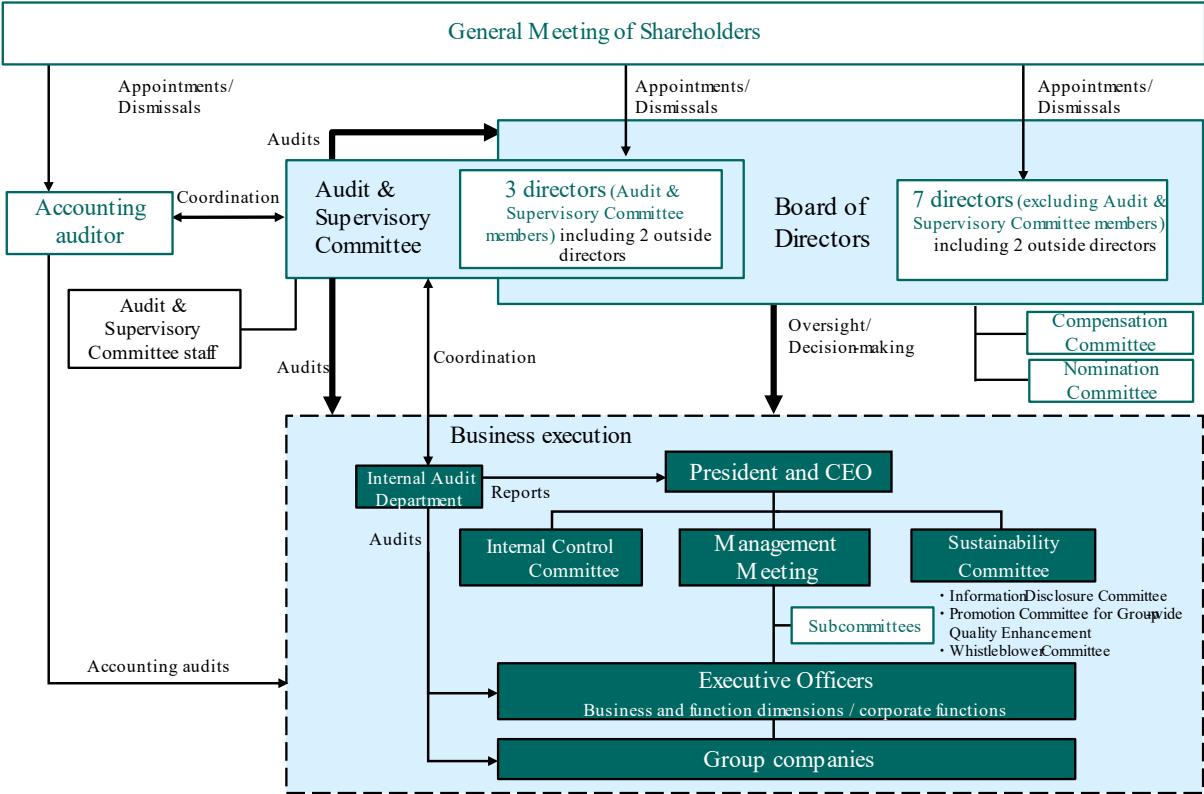 General Meeting of Shareholders
Appointments/
Dismissals
Appointments/
Dismissals
Appointments/
Dismissals
Audits
Coordination
Accounting
auditor
Audit &
Supervisory
Committee
3 directors (Audit &
Supervisory Committee
members) including 2 outside
directors
Board of
Directors
7 directors (excluding Audit &
Supervisory Committee members)
including 2 outside directors
Audit &
Supervisory
Committee staff
Audits
Coordination
Oversight/
Decision-making
Compensation
Committee
Nomination
Committee
Business execution
Internal Audit
Department
Reports
President and CEO
Audits
Internal Control
Committee
Management
Meeting
Sustainability
Committee
Subcommittees
・Information Disclosure Committee
・Promotion Committee for Group-wide
Quality Enhancement
・Whistleblower Committee
Accounting audits
Executive Officers
Business and function dimensions / corporate functions
Group companies